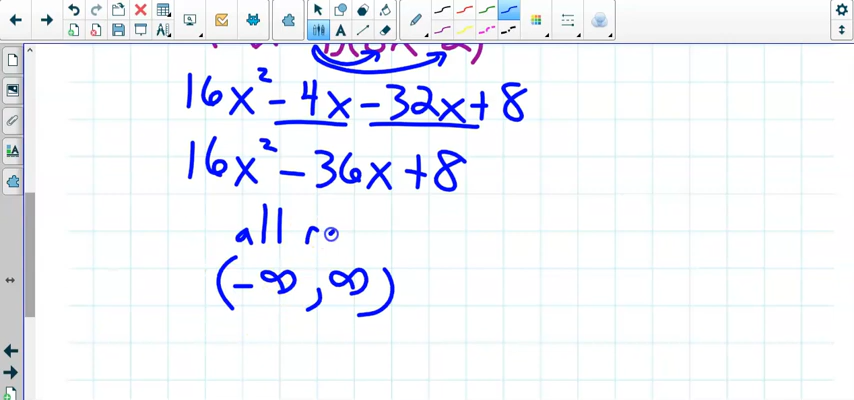 16x² - 4x - 32x + 8
16x² - 36x + 8
all r
(-∞, ∞)